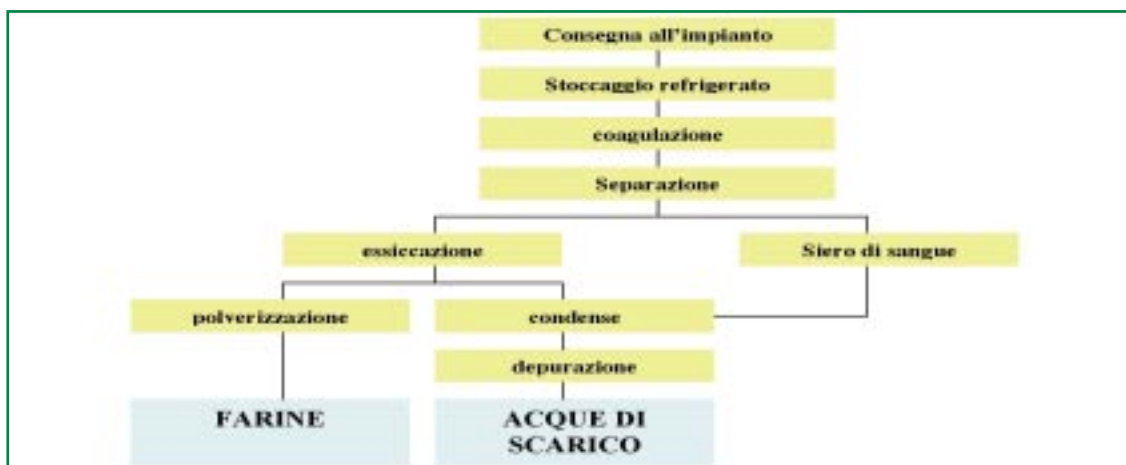 Consegna all'impianto
Stoccaggio refrigerato
coagulazione
Separazione
essiccazione
Siero di sangue
polverizzazione
condense
depurazione
FARINE
ACQUE DI
SCARICO